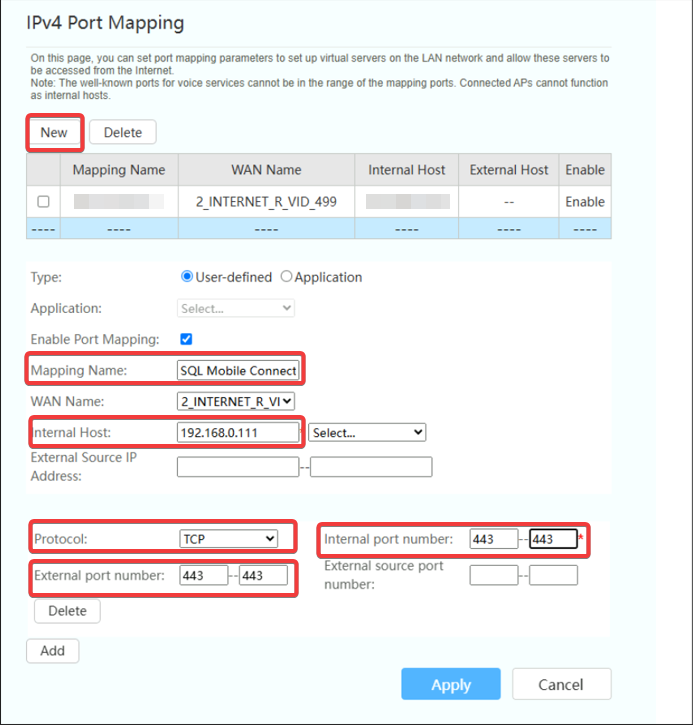 IPv4 Port Mapping
On this page, you can set port mapping parameters to set up virtual servers on the LAN network and allow these servers to
be accessed from the Internet.
Note: The well-known ports for voice services cannot be in the range of the mapping ports. Connected APs cannot function
as internal hosts.
New Delete
Mapping Name WAN Name Internal Host External Host Enable
2_INTERNET_R_VID_499 -- Enable
---- ---- ---- ---- ---- ----
Type: User-defined Application
Application: Select...
Enable Port Mapping:
Mapping Name: SQL Mobile Connect
WAN Name: 2_INTERNET_R_VI
Internal Host: 192.168.0.111 * Select...
External Source IP
Address: --
Protocol: TCP Internal port number: 443 -- 443 *
External port number: 443 -- 443 External source port
number: --
Delete
Add
Apply Cancel